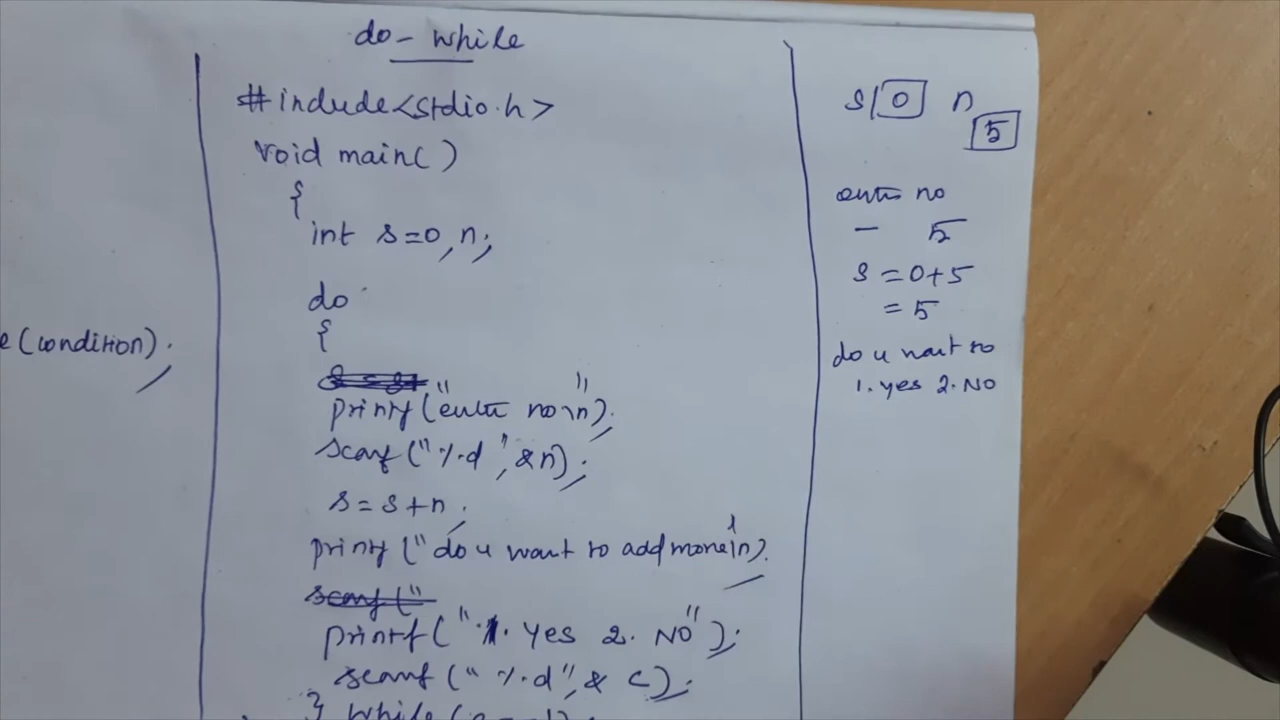 do - while
#include<stdio.h>
void main()
{
int s=0,n;
do
{
printf("enter no\n");
scanf("%d",&n);
s=s+n;
printf("do u want to add more\n");
printf("1. Yes 2. NO");
scanf("%d",&c);
} while(
e(condition);
s 0 n
5
enter no
- 5
s=0+5
=5
do u want to
1. yes 2. NO